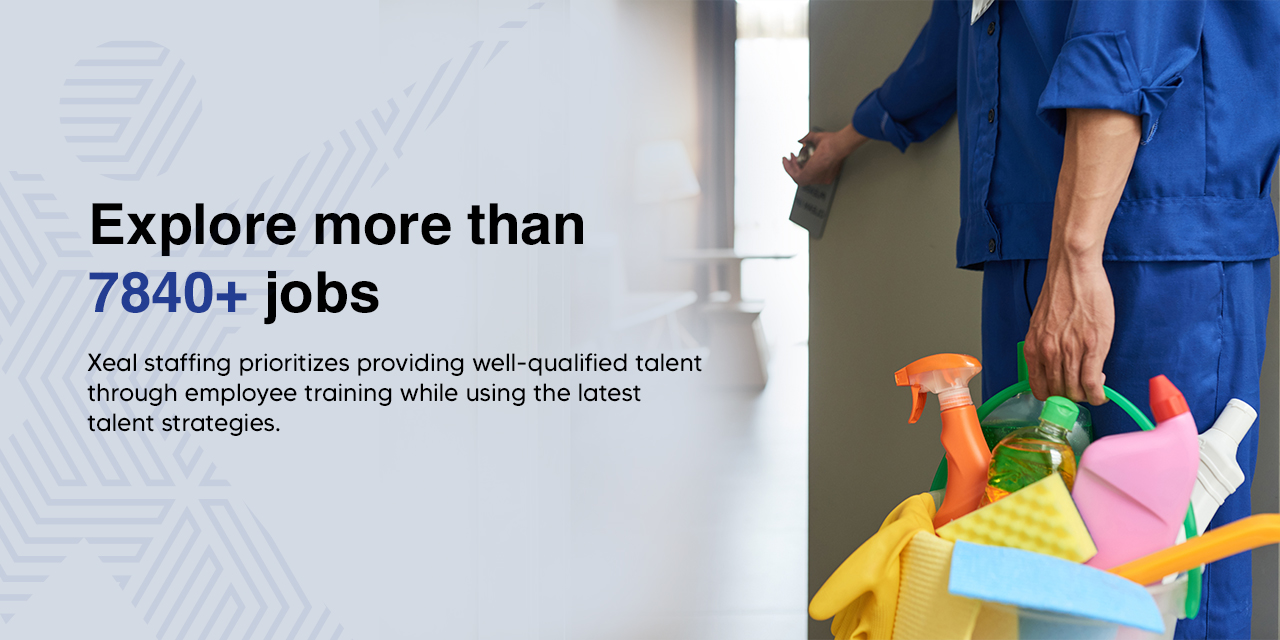 Explore more than
7840+ jobs
Xeal staffing prioritizes providing well-qualified talent
through employee training while using the latest
talent strategies.